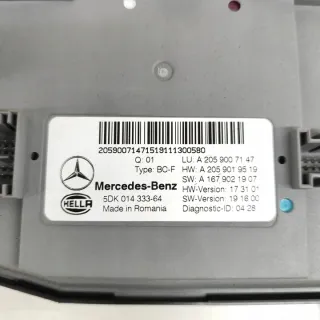 20590071471519111300580
Q: 01 LU: A 205 900 71 47
Type: BC-F HW: A 205 901 95 19
SW: A 167 902 19 07
Mercedes-Benz HW-Version: 17 31 01
HELLA 5DK 014 333-64 SW-Version: 19 18 00
Made in Romania Diagnostic-ID: 04 28